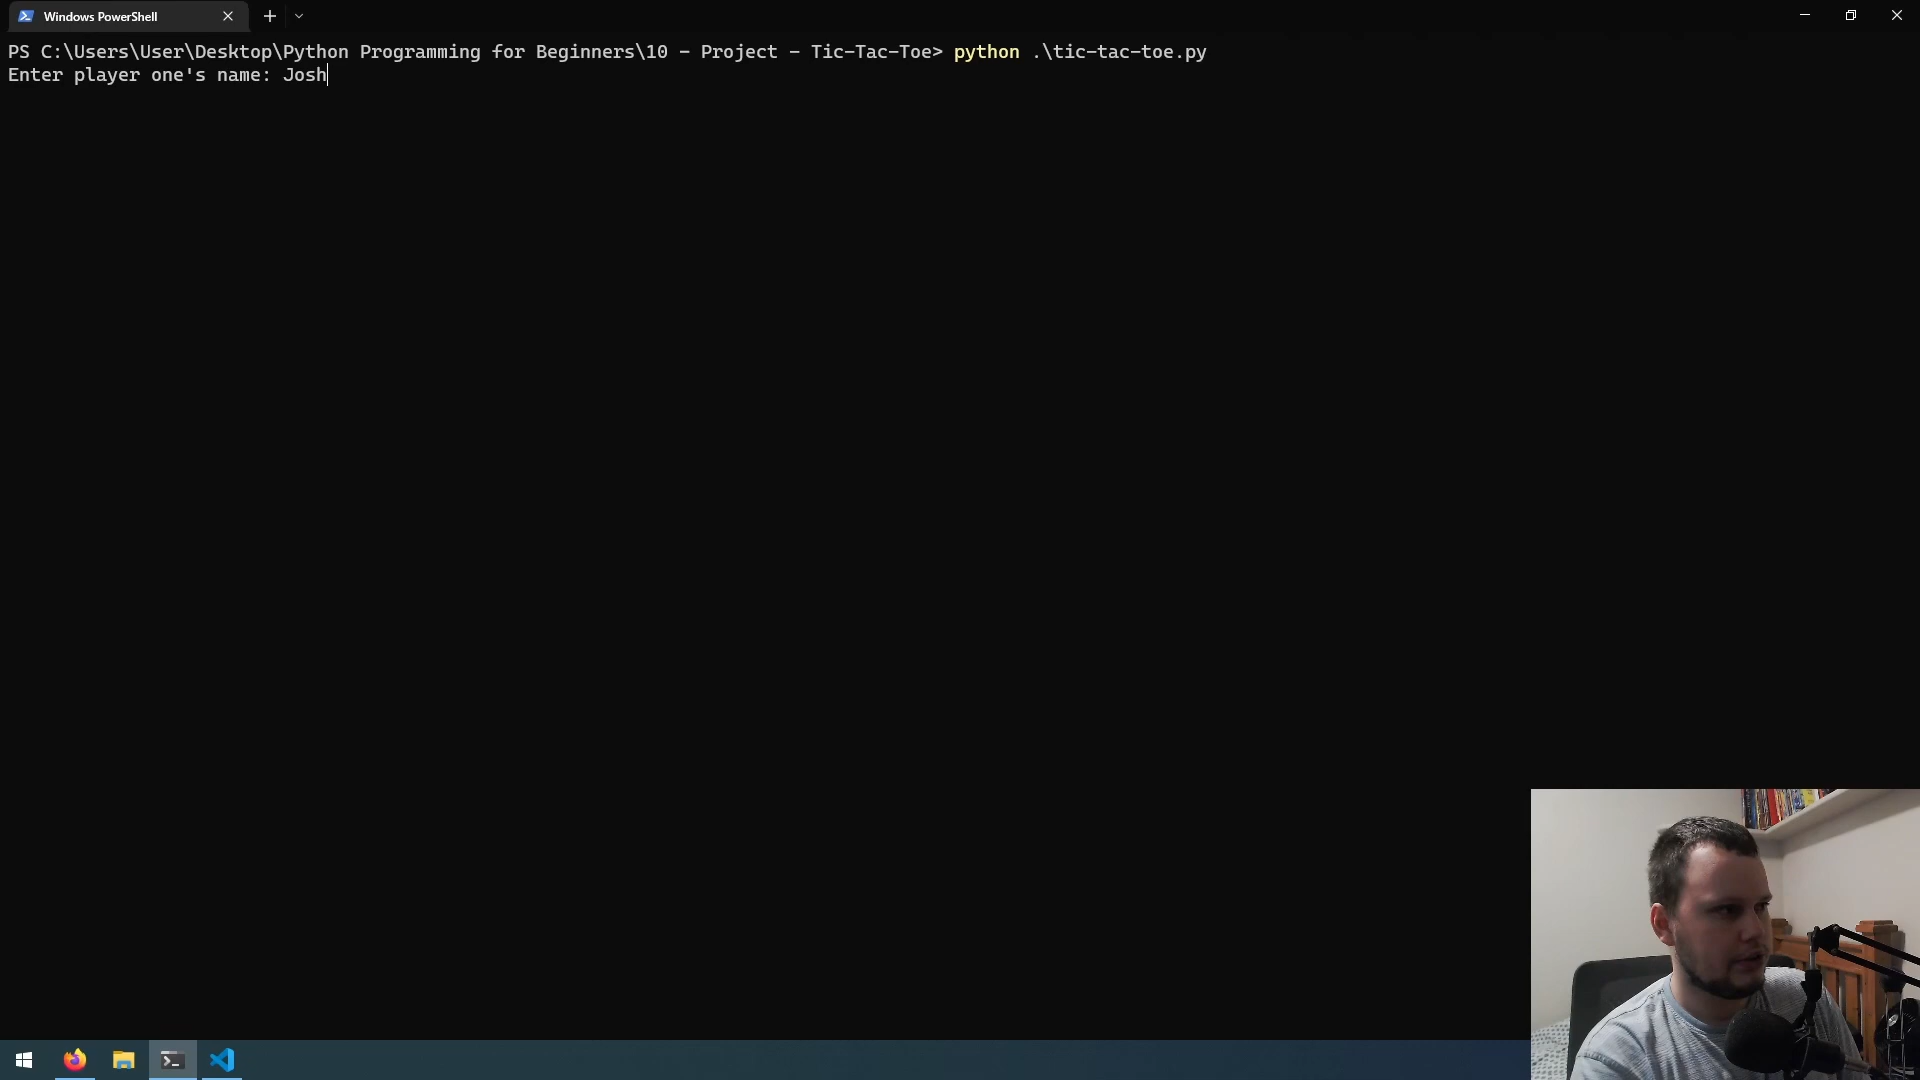 Windows PowerShell
PS C:\Users\User\Desktop\Python Programming for Beginners\10 - Project - Tic-Tac-Toe> python .\tic-tac-toe.py
Enter player one's name: Josh